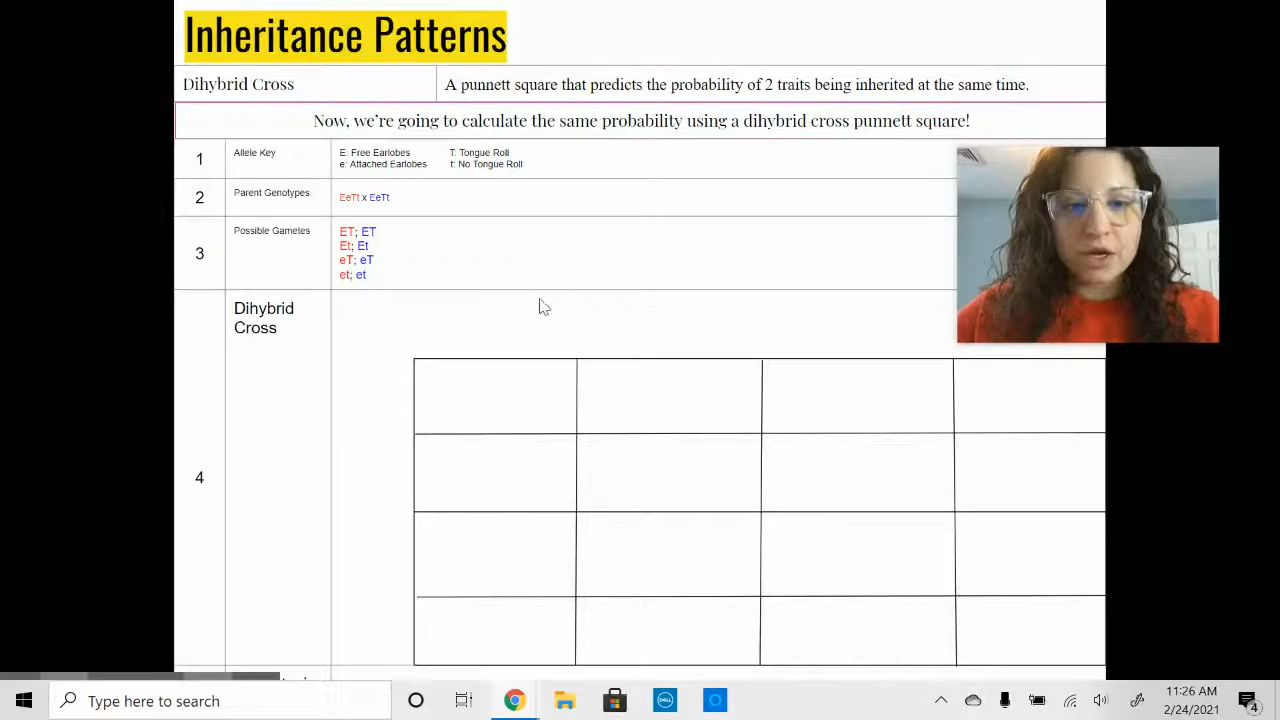 Inheritance Patterns
Dihybrid Cross
A punnett square that predicts the probability of 2 traits being inherited at the same time.
Now, we're going to calculate the same probability using a dihybrid cross punnett square!
1
Allele Key
E: Free Earlobes T: Tongue Roll
e: Attached Earlobes t: No Tongue Roll
2
Parent Genotypes
EeTt x EeTt
3
Possible Gametes
ET; ET
Et; Et
eT; eT
et; et
4
Dihybrid
Cross
Type here to search
DELL
11:26 AM
2/24/2021
4